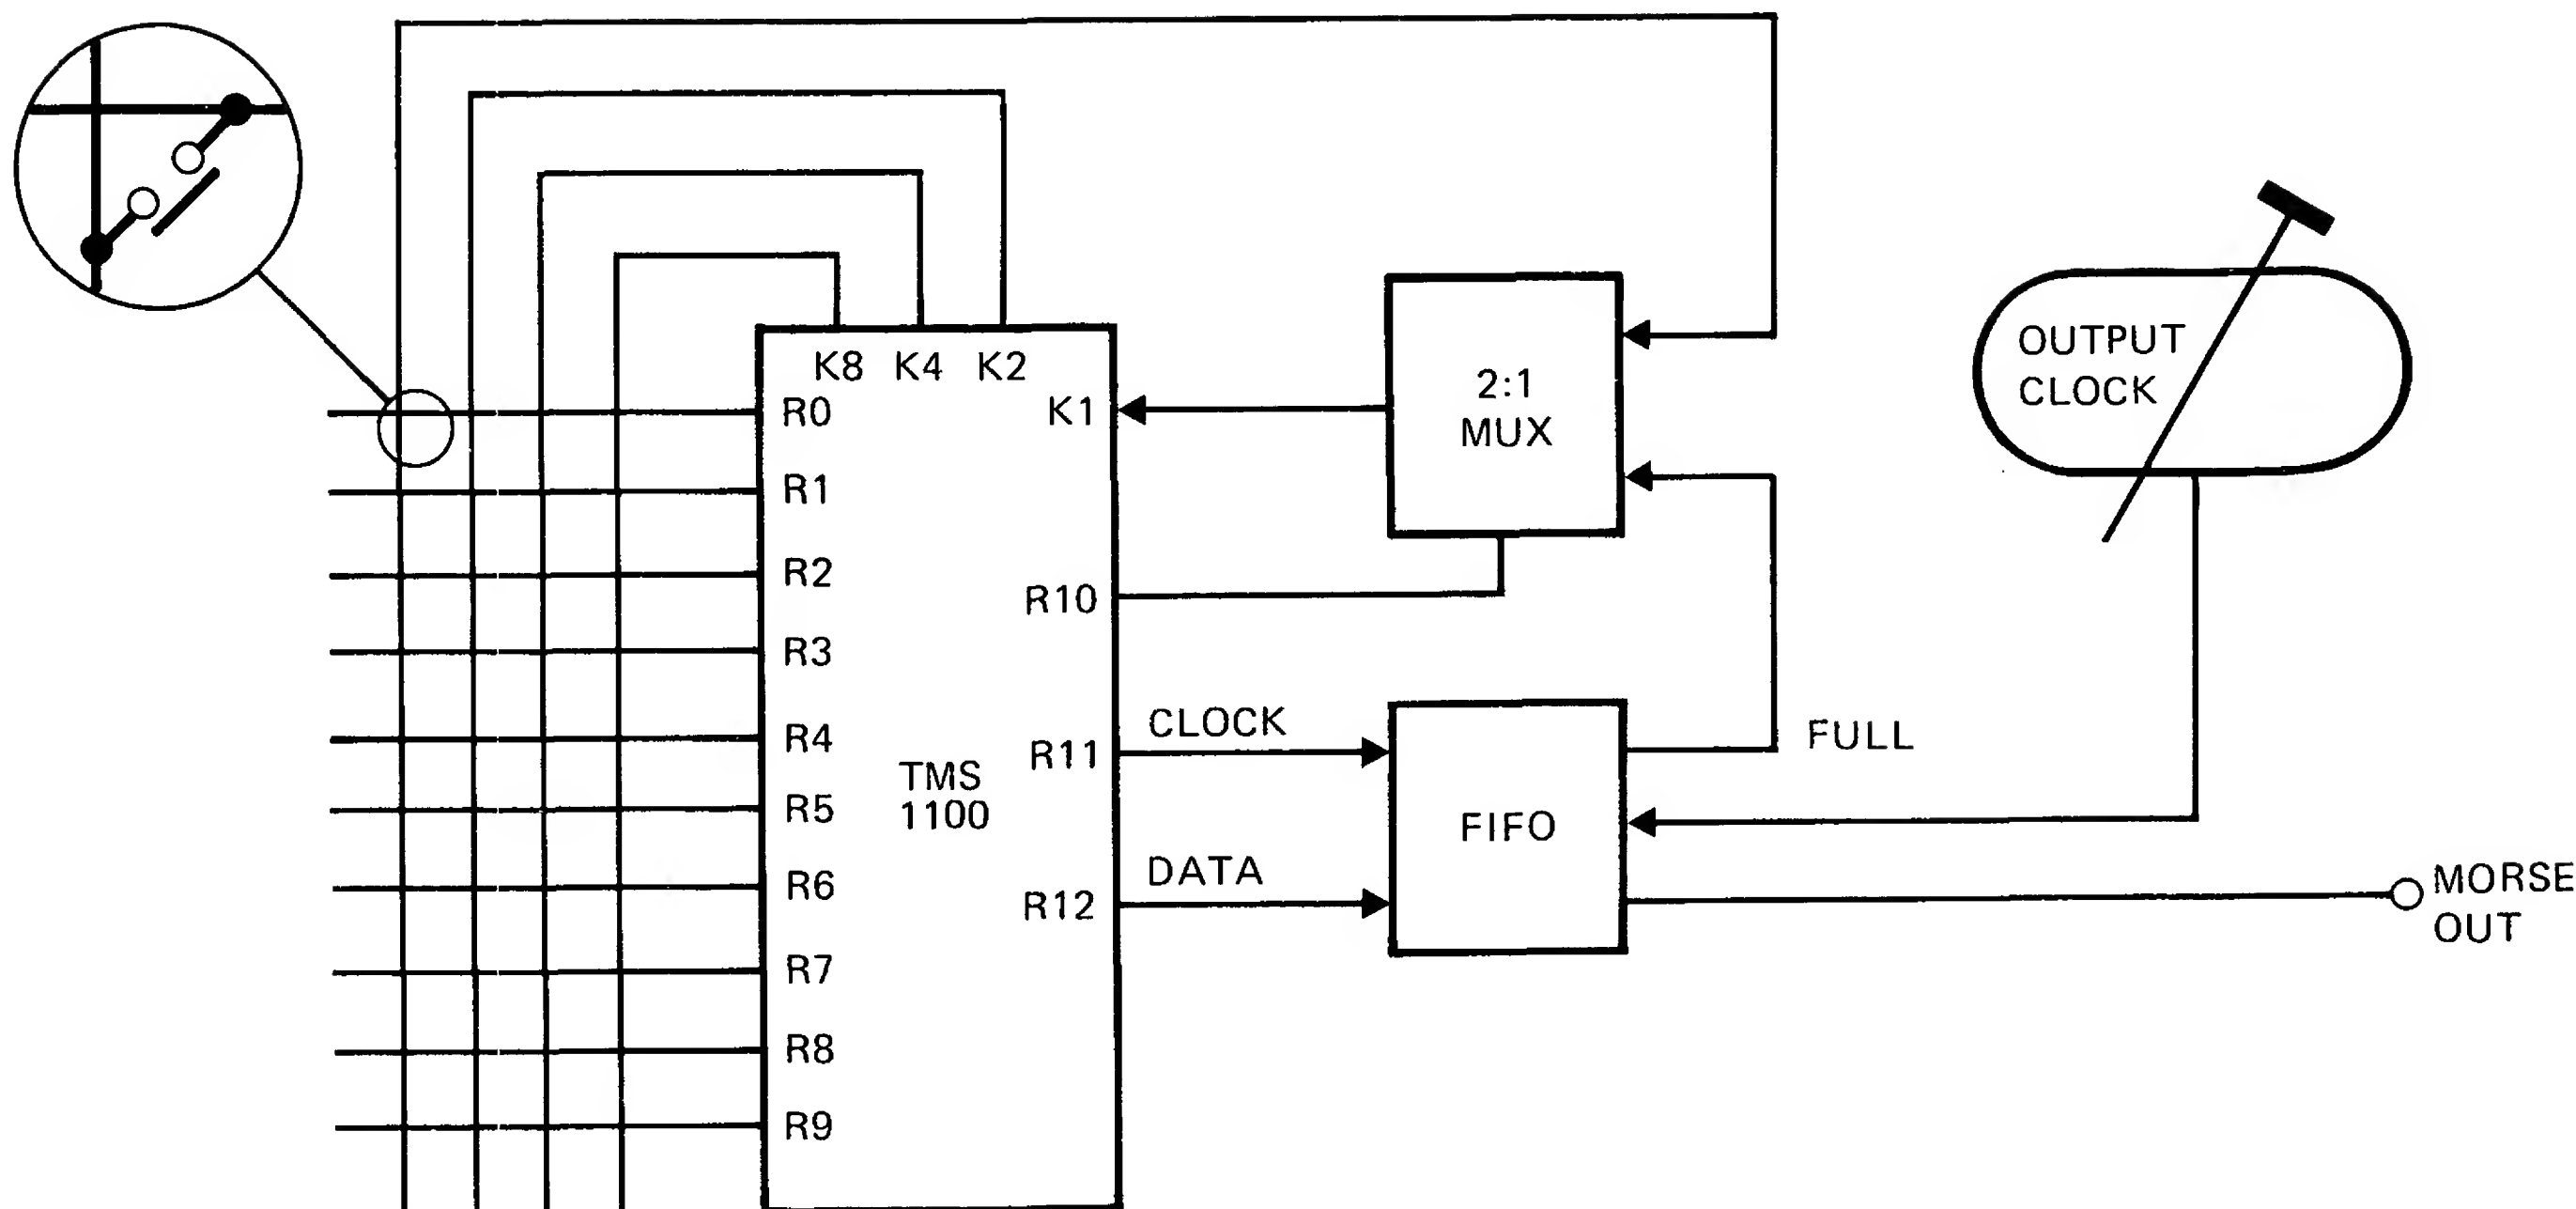 K8 K4 K2
R0
R1
R2
R3
R4
R5
R6
R7
R8
R9
TMS
1100
K1
R10
R11
R12
CLOCK
DATA
2:1
MUX
FIFO
FULL
OUTPUT
CLOCK
MORSE
OUT